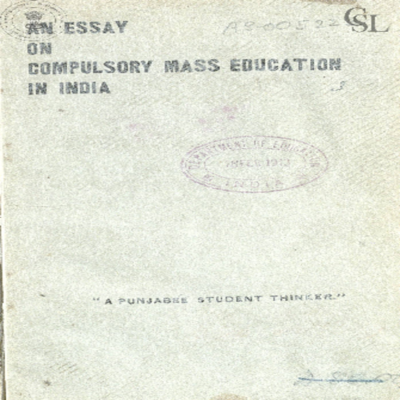 AN ESSAY
ON
COMPULSORY MASS EDUCATION
IN INDIA
CSL
"A PUNJABEE STUDENT THINKER."